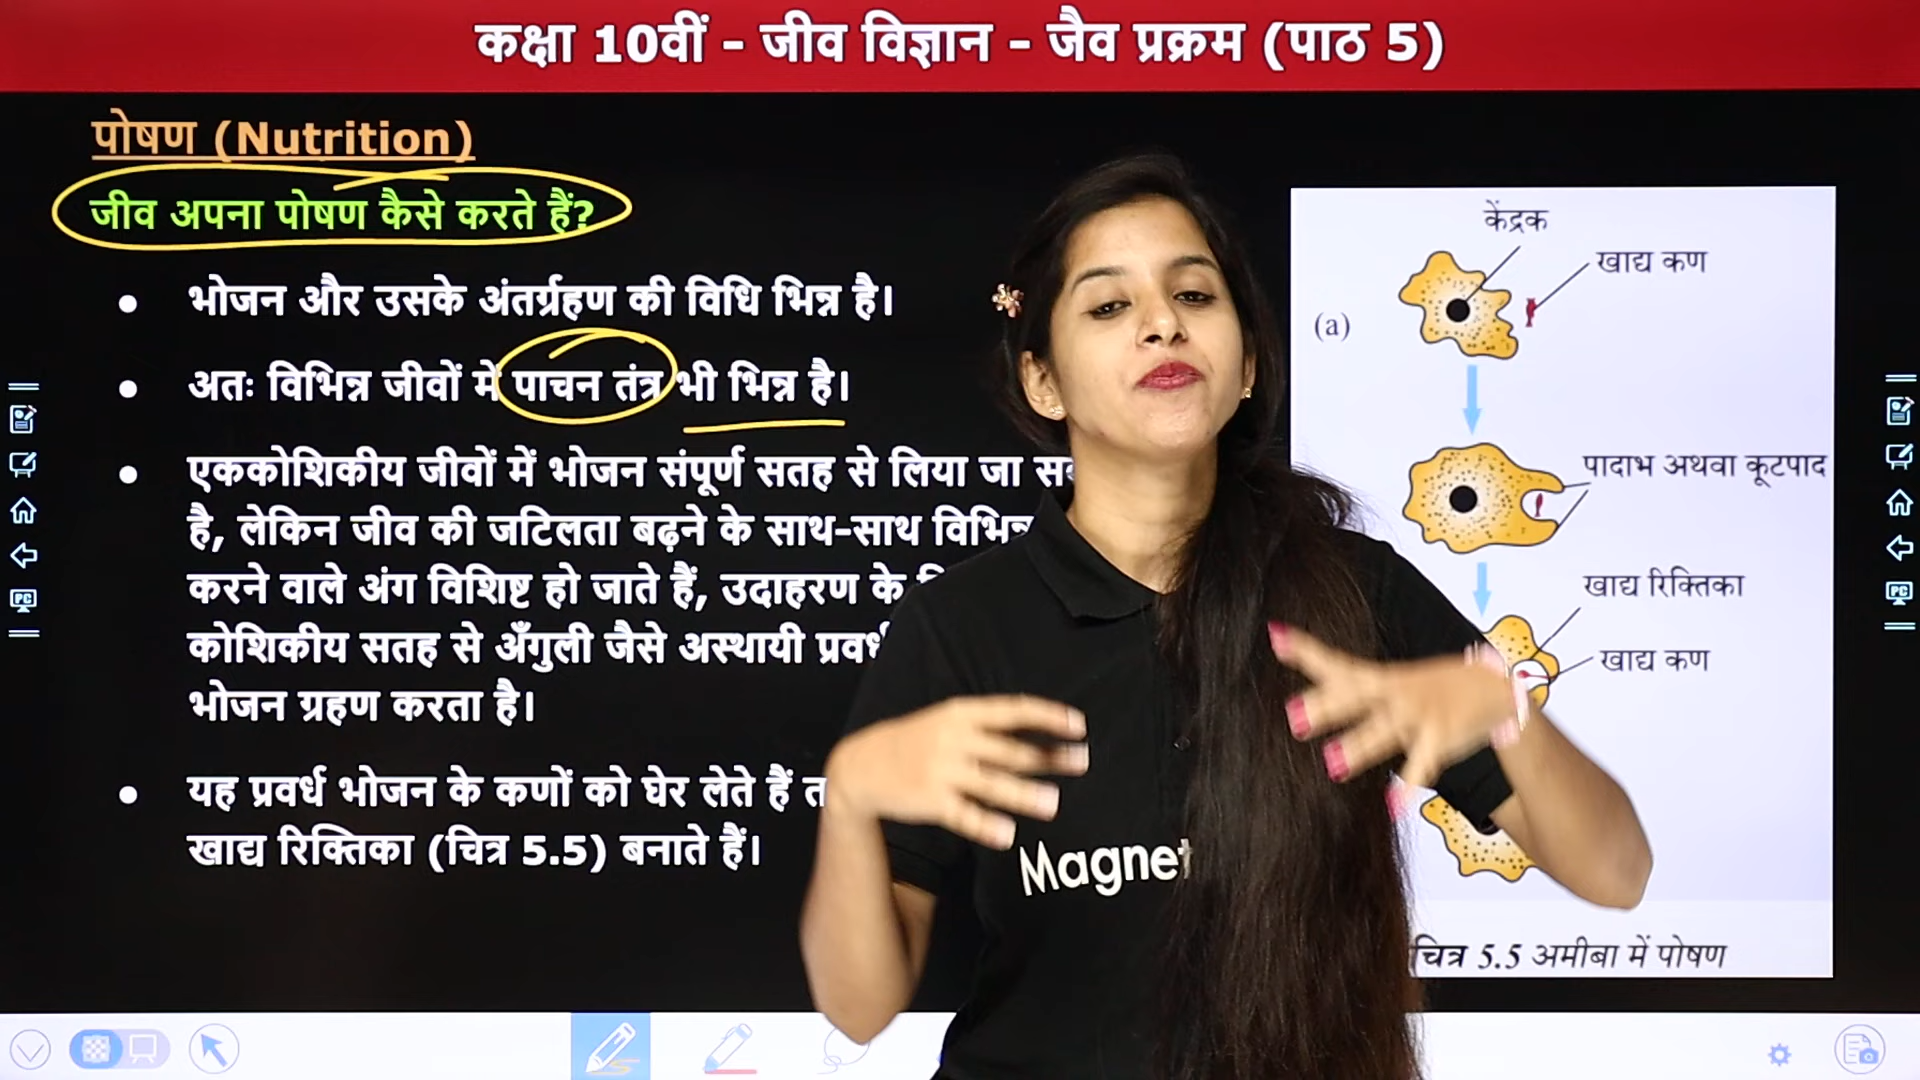 कक्षा 10वीं - जीव विज्ञान - जैव प्रक्रम (पाठ 5)
पोषण (Nutrition)
जीव अपना पोषण कैसे करते हैं?
भोजन और उसके अंतर्ग्रहण की विधि भिन्न है।
अतः विभिन्न जीवों में पाचन तंत्र भी भिन्न है।
एककोशिकीय जीवों में भोजन संपूर्ण सतह से लिया जा
है, लेकिन जीव की जटिलता बढ़ने के साथ-साथ विभिन्न
करने वाले अंग विशिष्ट हो जाते हैं, उदाहरण के
कोशिकीय सतह से अँगुली जैसे अस्थायी
भोजन ग्रहण करता है।
यह प्रवर्ध भोजन के कणों को घेर लेते हैं
खाद्य रिक्तिका (चित्र 5.5) बनाते हैं।
केंद्रक
खाद्य कण
(a)
पादाभ अथवा कूटपाद
खाद्य रिक्तिका
खाद्य कण
चित्र 5.5 अमीबा में पोषण
Magnet
PC
PC